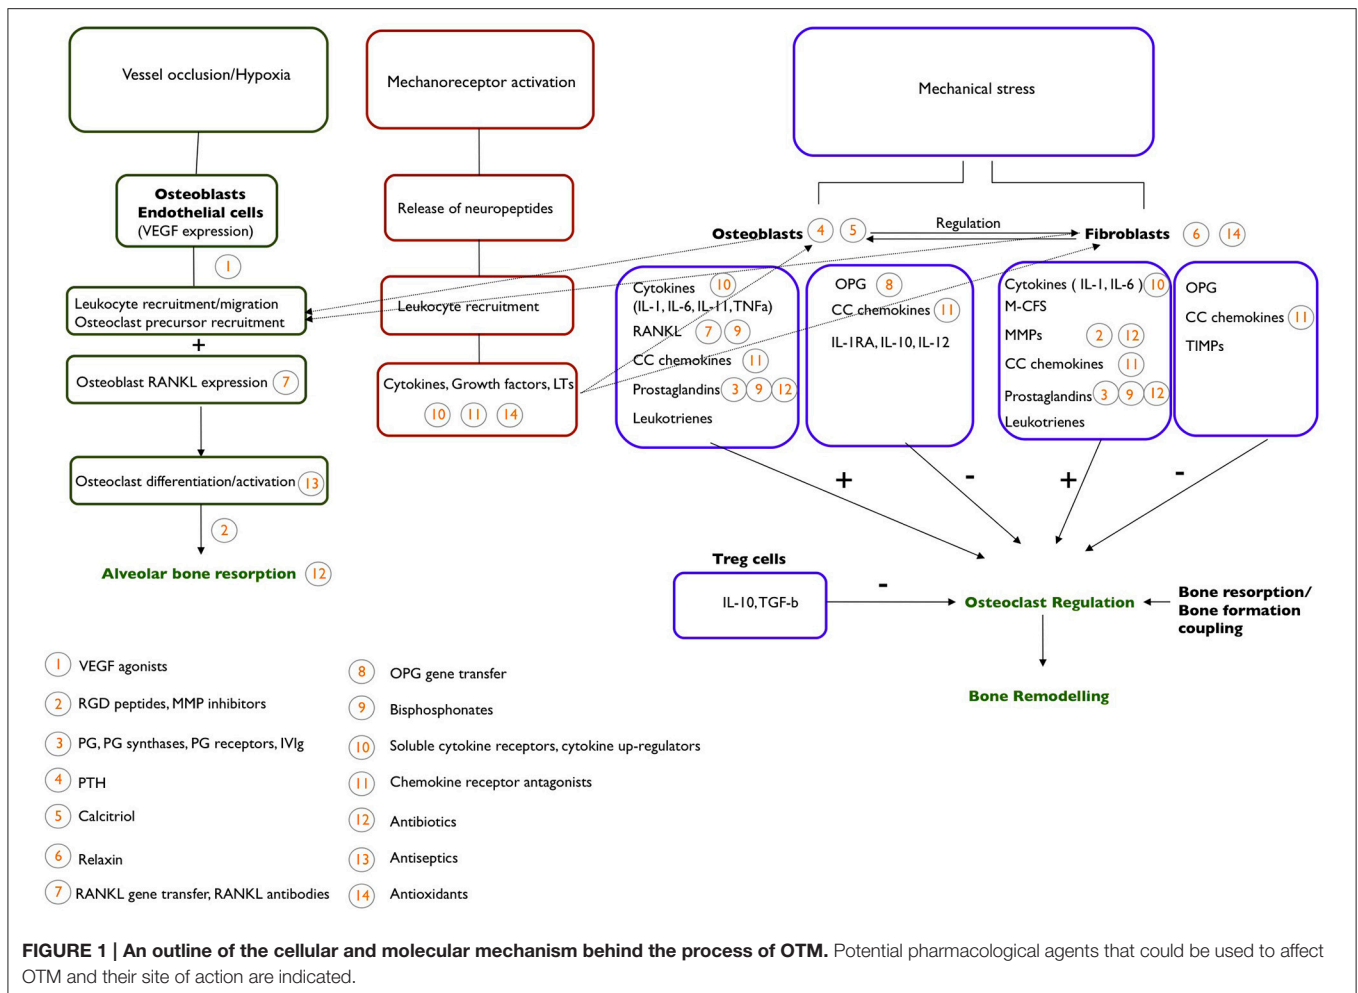 Vessel occlusion/Hypoxia
Osteoblasts
Endothelial cells
(VEGF expression)
1
Leukocyte recruitment/migration
Osteoclast precursor recruitment
+
Osteoblast RANKL expression 7
Osteoclast differentiation/activation 13
2
Alveolar bone resorption 12
Mechanoreceptor activation
Release of neuropeptides
Leukocyte recruitment
Cytokines, Growth factors, LTs
10 11 14
Mechanical stress
Osteoblasts 4 5
Regulation
Fibroblasts 6 14
Cytokines 10
(IL-1, IL-6, IL-11, TNFa)
RANKL 7 9
CC chemokines 11
Prostaglandins 3 9 12
Leukotrienes
OPG 8
CC chemokines 11
IL-1RA, IL-10, IL-12
Cytokines ( IL-1, IL-6 ) 10
M-CFS
MMPs 2 12
CC chemokines 11
Prostaglandins 3 9 12
Leukotrienes
OPG
CC chemokines 11
TIMPs
+
-
+
-
Treg cells
IL-10, TGF-b
-
Osteoclast Regulation
Bone resorption/
Bone formation
coupling
Bone Remodelling
1 VEGF agonists
2 RGD peptides, MMP inhibitors
3 PG, PG synthases, PG receptors, IVIg
4 PTH
5 Calcitriol
6 Relaxin
7 RANKL gene transfer, RANKL antibodies
8 OPG gene transfer
9 Bisphosphonates
10 Soluble cytokine receptors, cytokine up-regulators
11 Chemokine receptor antagonists
12 Antibiotics
13 Antiseptics
14 Antioxidants
FIGURE 1 | An outline of the cellular and molecular mechanism behind the process of OTM. Potential pharmacological agents that could be used to affect
OTM and their site of action are indicated.